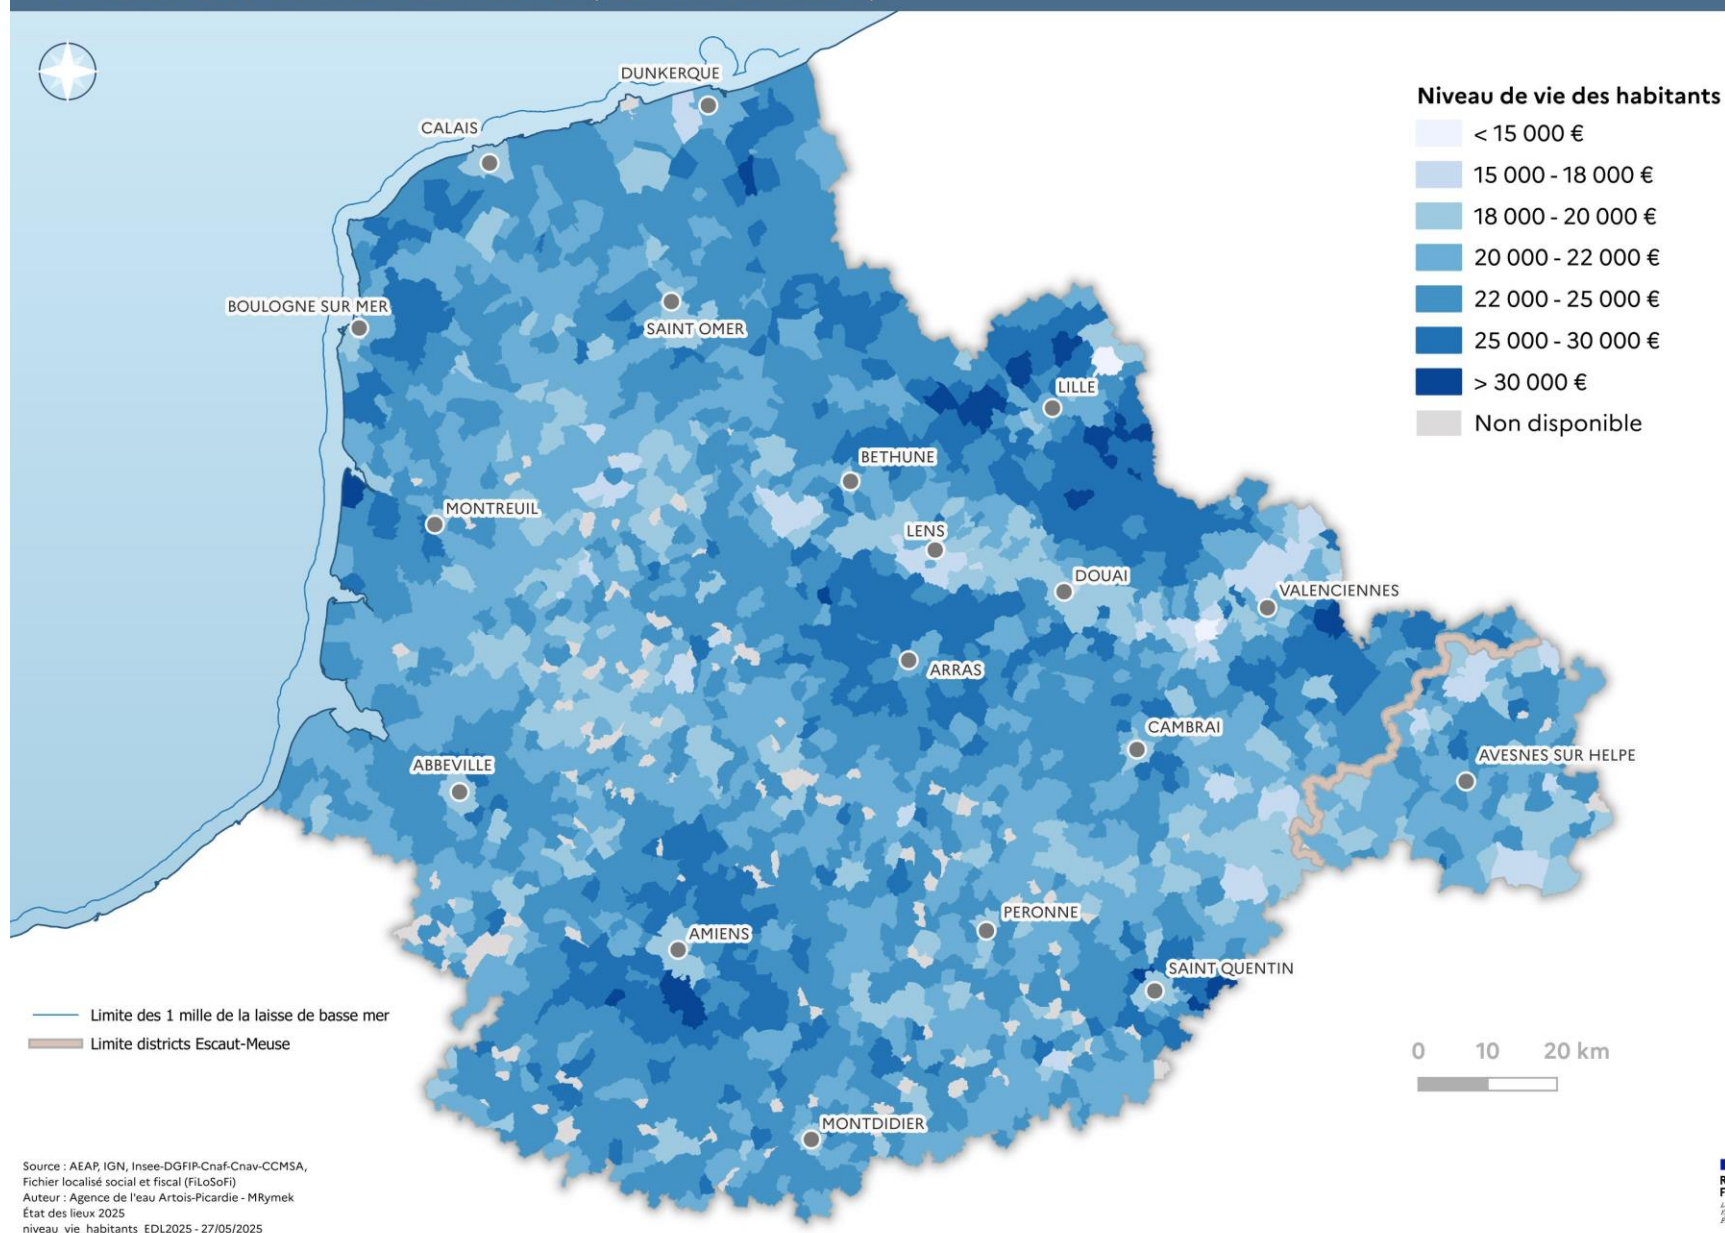 DUNKERQUE
CALAIS
BOULOGNE SUR MER
SAINT OMER
LILLE
BETHUNE
MONTREUIL
LENS
DOUAI
VALENCIENNES
ARRAS
CAMBRAI
ABBEVILLE
AVESNES SUR HELPE
PERONNE
AMIENS
SAINT QUENTIN
MONTDIDIER
Niveau de vie des habitants
< 15 000 €
15 000 - 18 000 €
18 000 - 20 000 €
20 000 - 22 000 €
22 000 - 25 000 €
25 000 - 30 000 €
> 30 000 €
Non disponible
Limite des 1 mille de la laisse de basse mer
Limite districts Escaut-Meuse
0 10 20 km
Source : AEAP, IGN, Insee-DGFIP-Cnaf-Cnav-CCMSA,
Fichier localisé social et fiscal (FiLoSoFi)
Auteur : Agence de l'eau Artois-Picardie - MRymek
État des lieux 2025
niveau_vie_habitants_EDL2025 - 27/05/2025